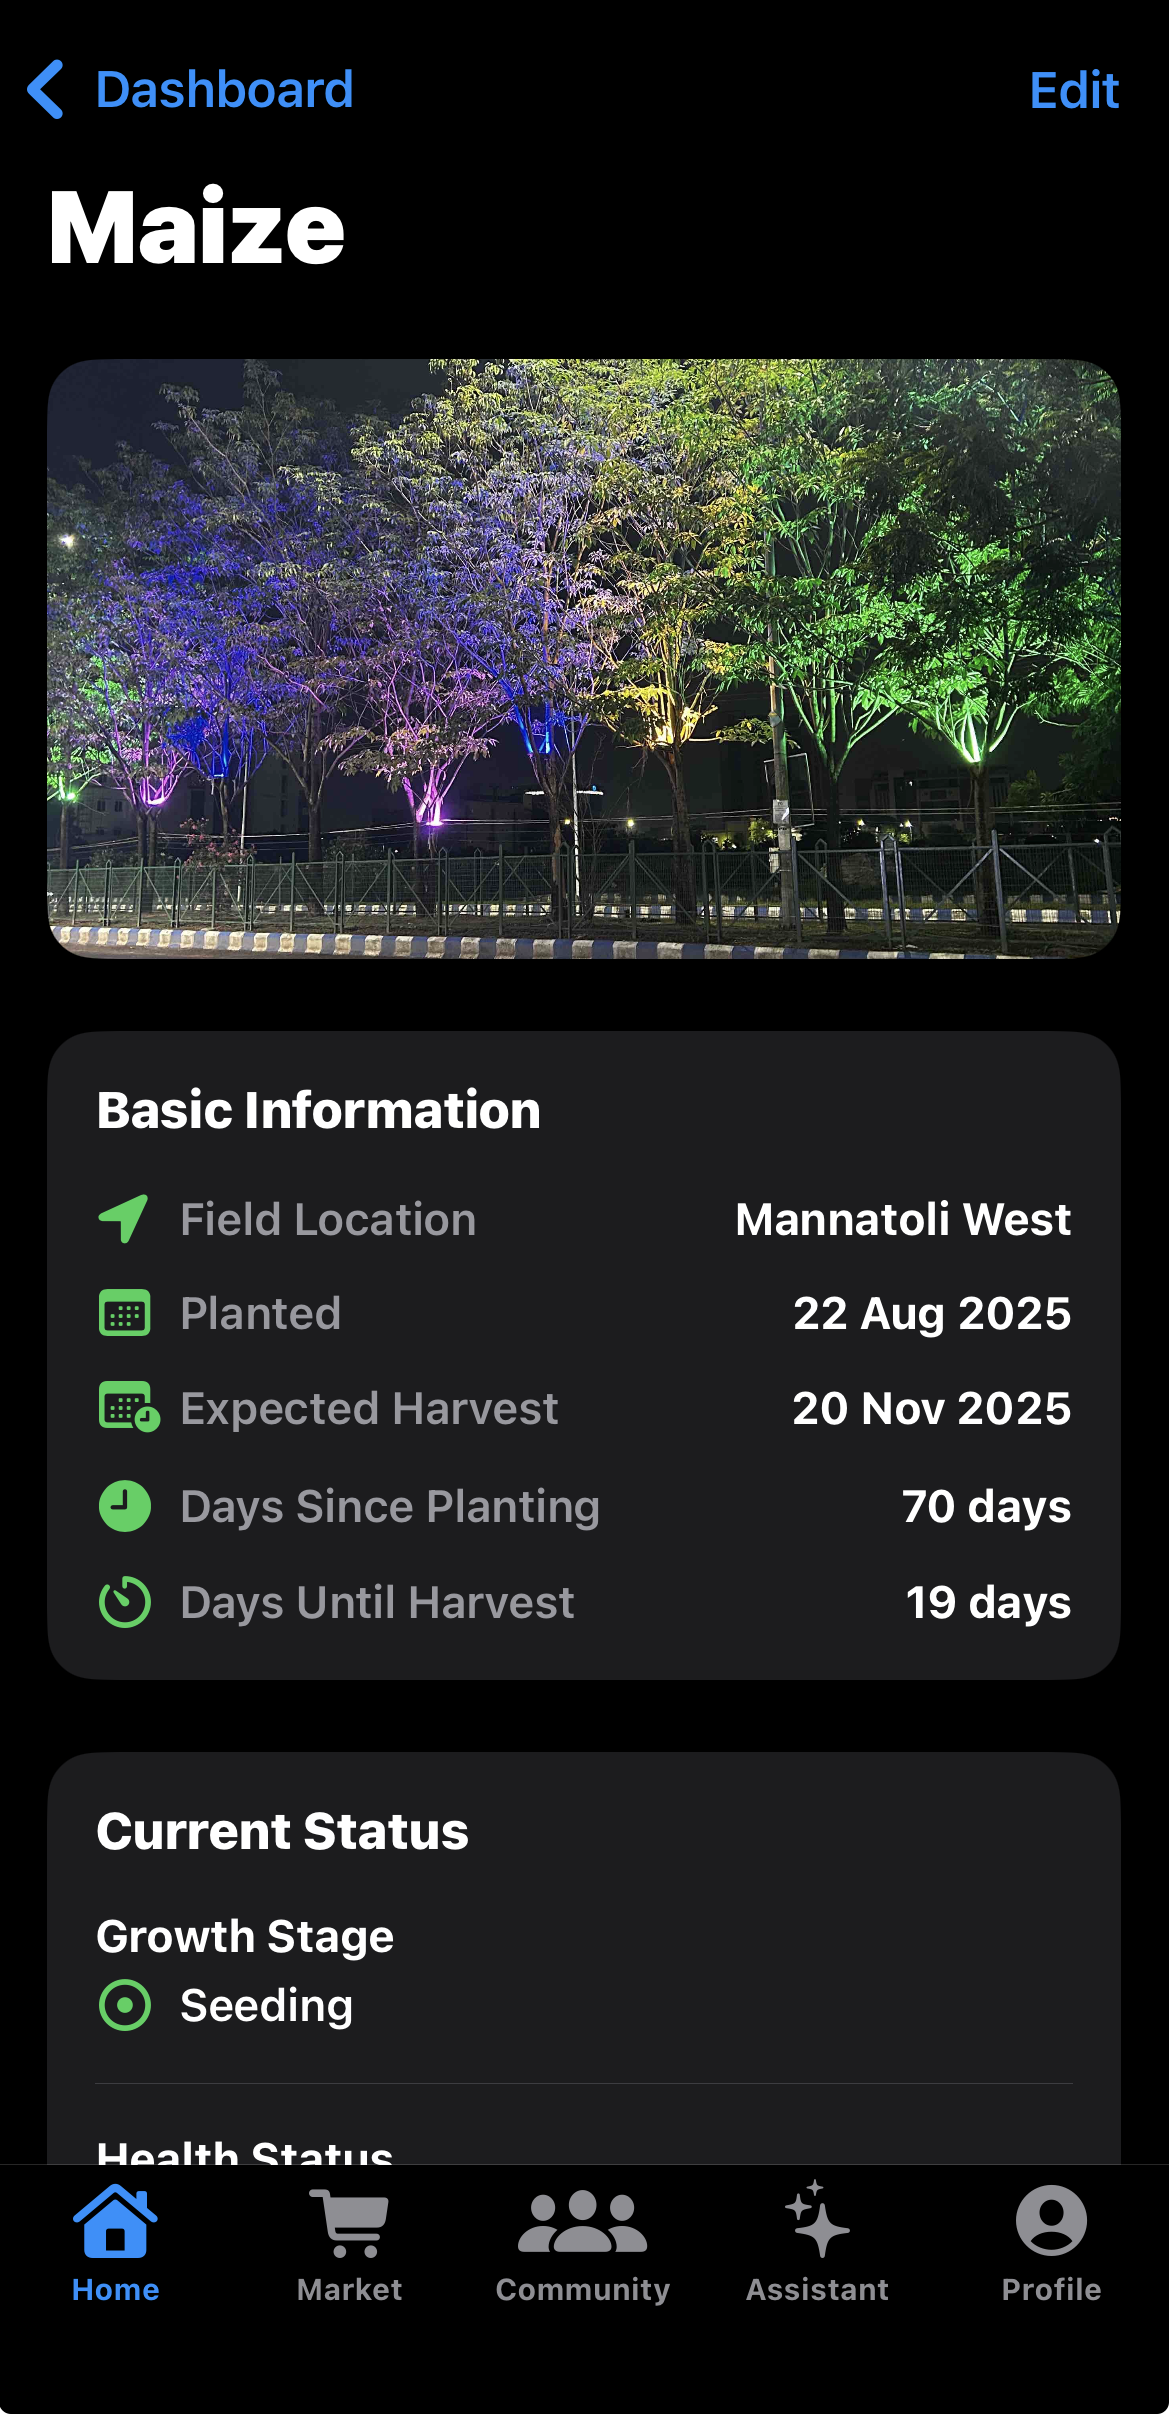 Dashboard
Edit
Maize
Basic Information
Field Location
Mannatoli West
Planted
22 Aug 2025
Expected Harvest
20 Nov 2025
Days Since Planting
70 days
Days Until Harvest
19 days
Current Status
Growth Stage
Seeding
Health Status
Home
Market
Community
Assistant
Profile